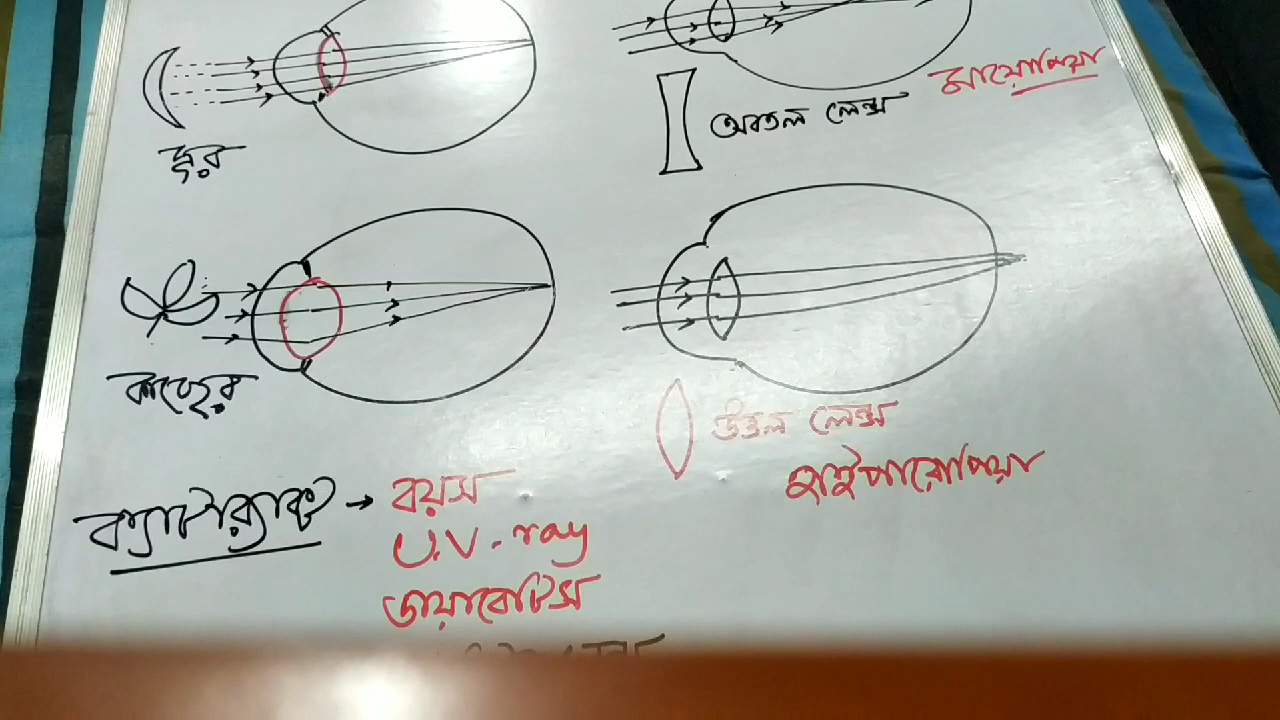 দূর
মায়োপিয়া
অবতল লেন্স
কাছের
উত্তল লেন্স
হাইপারোপিয়া
ক্যাটার‍্যাক্ট → বয়স
U.V. ray
ডায়াবেটিস